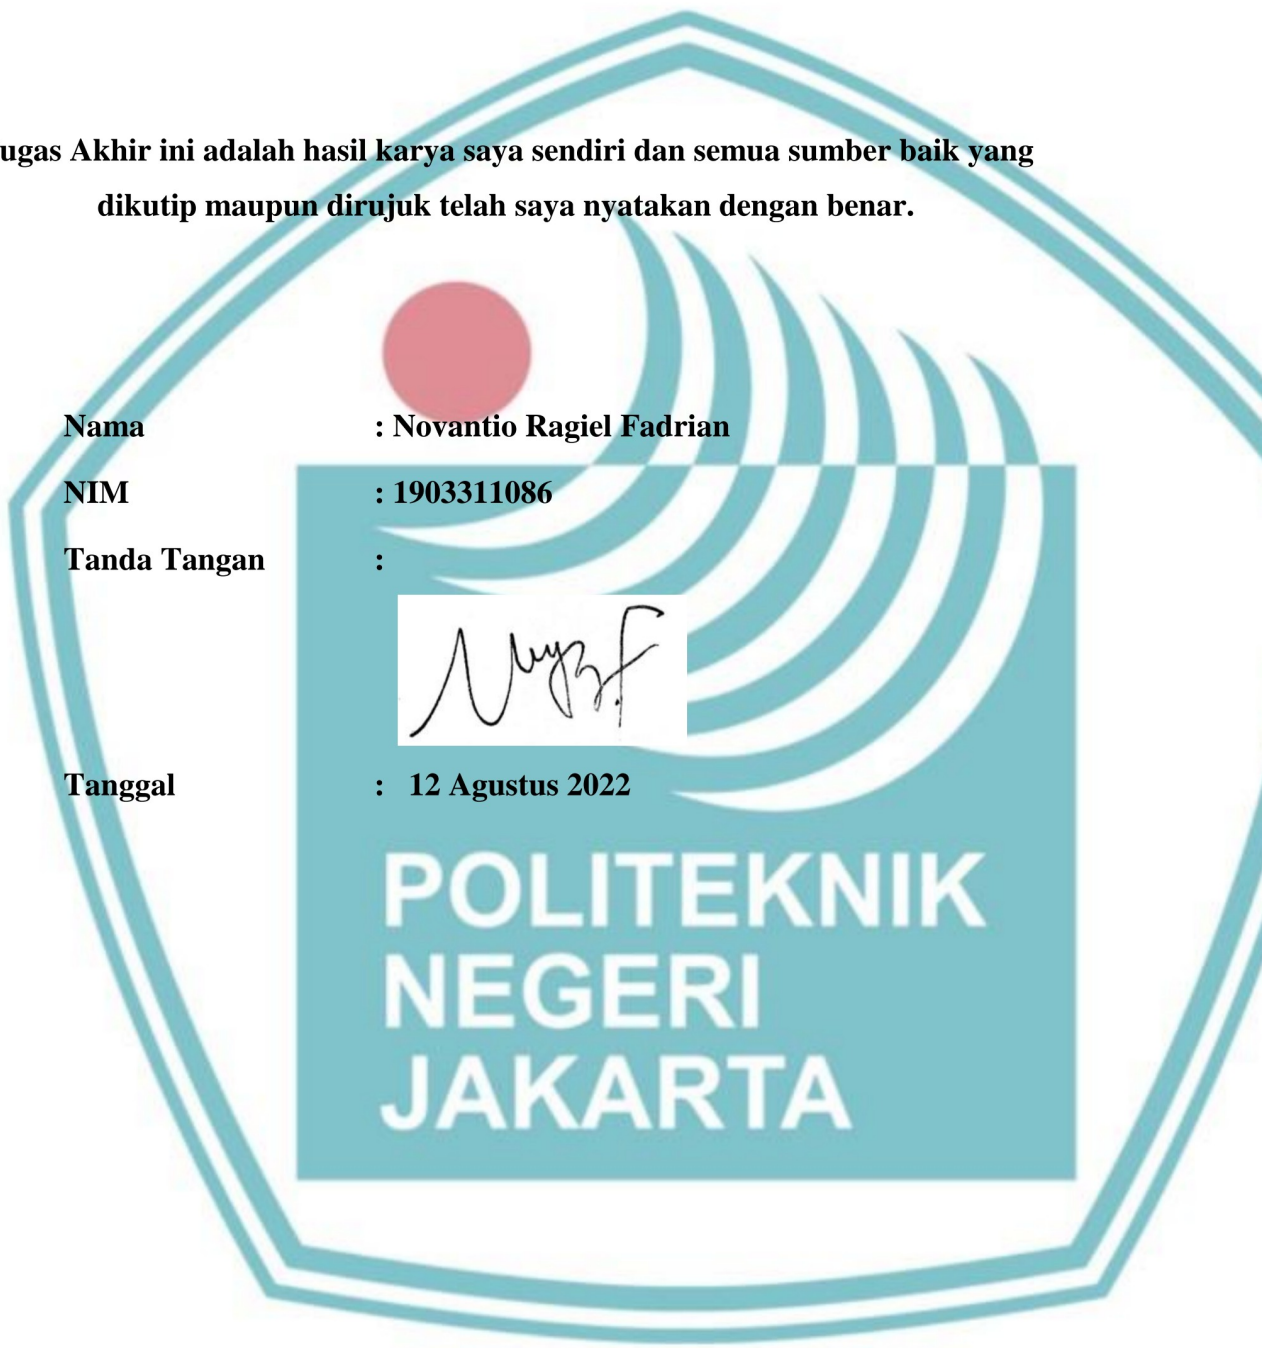 ugas Akhir ini adalah hasil karya saya sendiri dan semua sumber baik yang
dikutip maupun dirujuk telah saya nyatakan dengan benar.
Nama : Novantio Ragiel Fadrian
NIM : 1903311086
Tanda Tangan :
Tanggal : 12 Agustus 2022
POLITEKNIK
NEGERI
JAKARTA